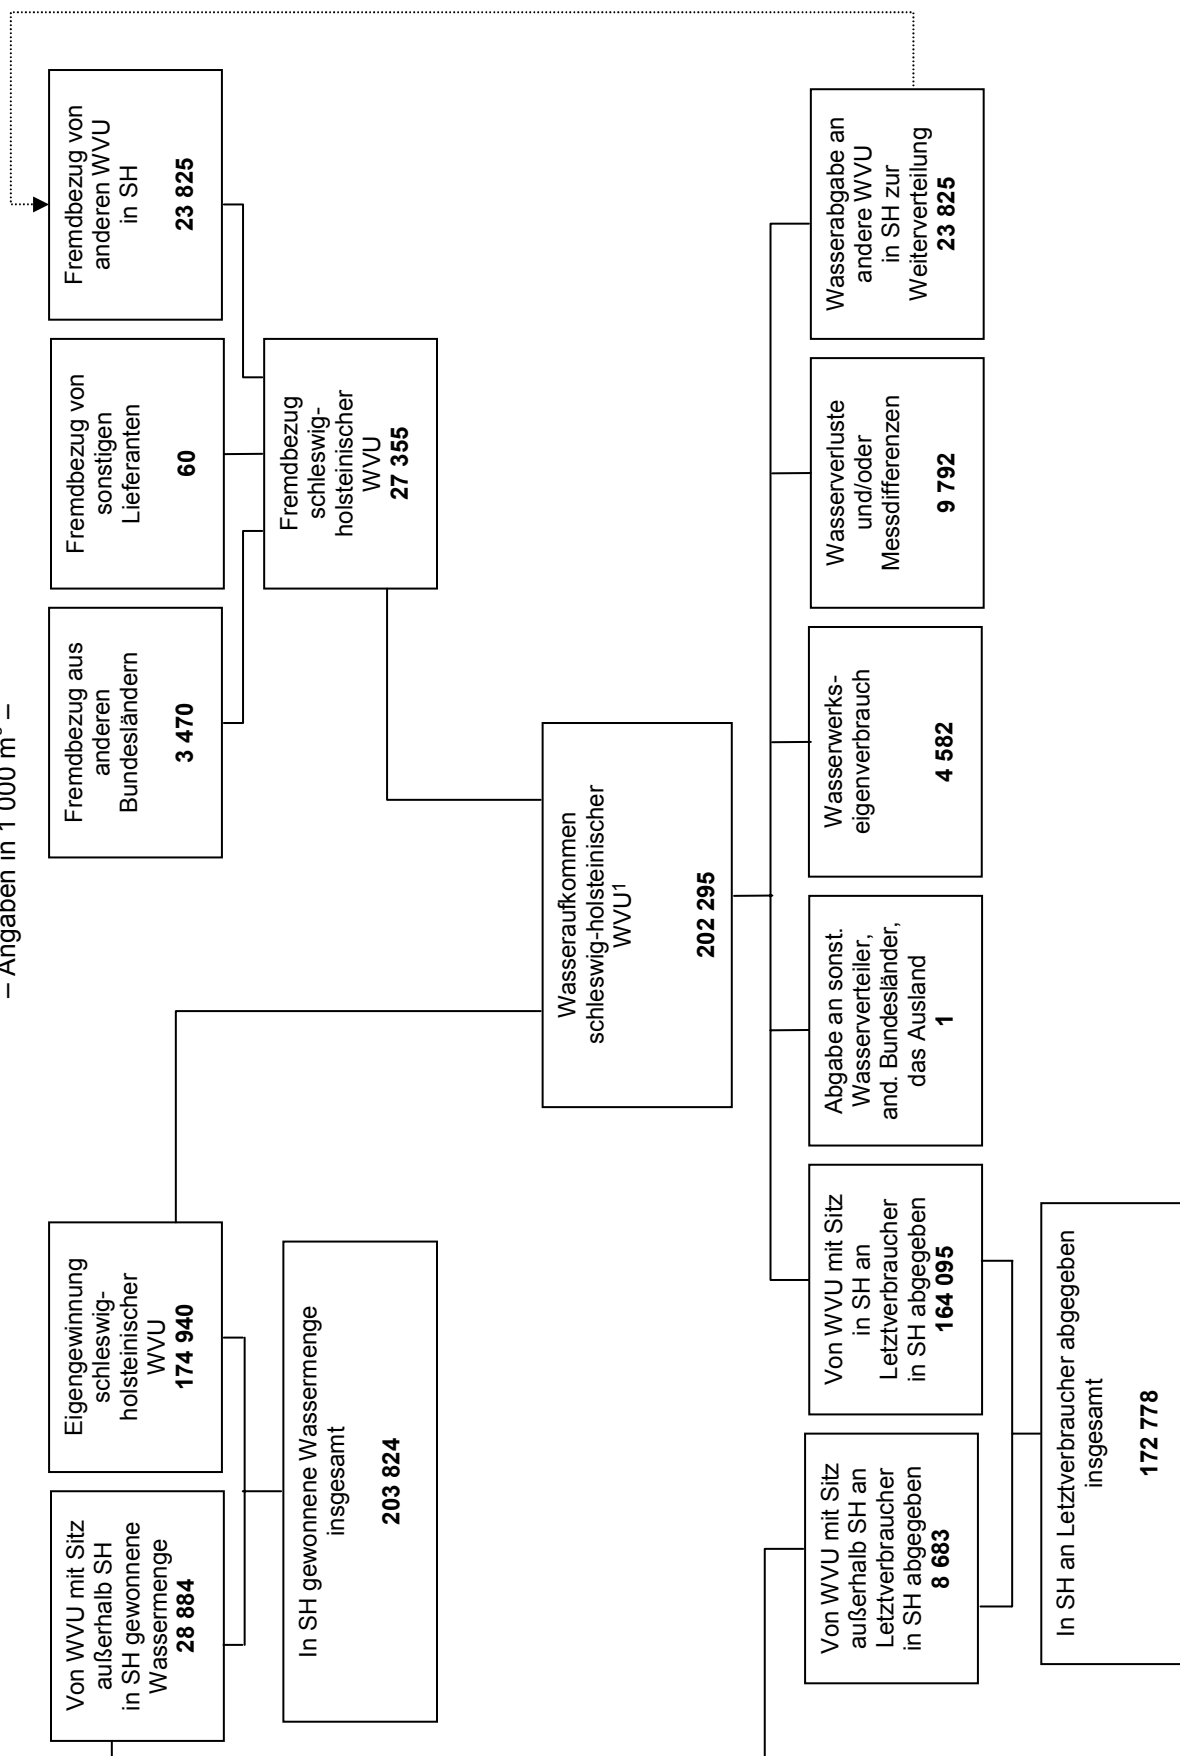 – Angaben in 1 000 m³ –
Von WVU mit Sitz
außerhalb SH
in SH gewonnene
Wassermenge
28 884
Eigengewinnung
schleswig-
holsteinischer
WVU
174 940
Fremdbezug aus
anderen
Bundesländern
3 470
Fremdbezug von
sonstigen
Lieferanten
60
Fremdbezug von
anderen WVU
in SH
23 825
In SH gewonnene Wassermenge
insgesamt
203 824
Fremdbezug
schleswig-
holsteinischer
WVU
27 355
Wasseraufkommen
schleswig-holsteinischer
WVU¹
202 295
Von WVU mit Sitz
außerhalb SH an
Letztverbraucher
in SH abgegeben
8 683
Von WVU mit Sitz
in SH an
Letztverbraucher
in SH abgegeben
164 095
Abgabe an sonst.
Wasserverteiler,
and. Bundesländer,
das Ausland
1
Wasserwerks-
eigenverbrauch
4 582
Wasserverluste
und/oder
Messdifferenzen
9 792
Wasserabgabe an
andere WVU
in SH zur
Weiterverteilung
23 825
In SH an Letztverbraucher abgegeben
insgesamt
172 778